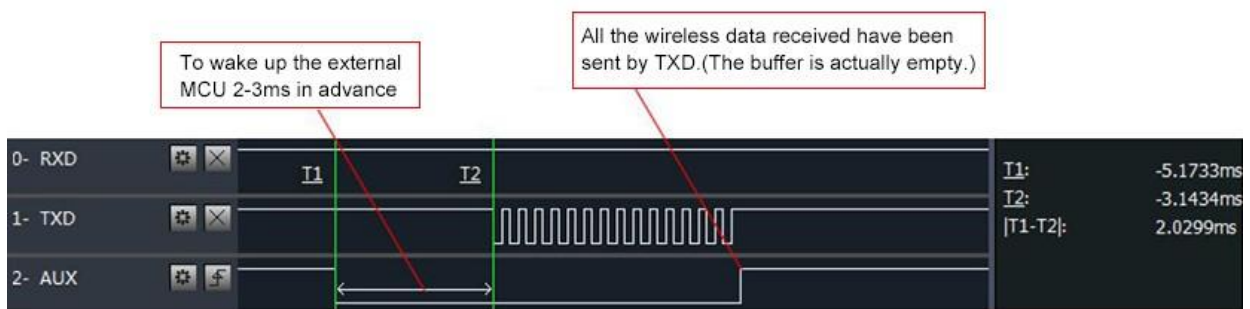 To wake up the external
MCU 2-3ms in advance
All the wireless data received have been
sent by TXD.(The buffer is actually empty.)
0- RXD
T1
T2
1- TXD
2- AUX
T1: -5.1733ms
T2: -3.1434ms
|T1-T2|: 2.0299ms